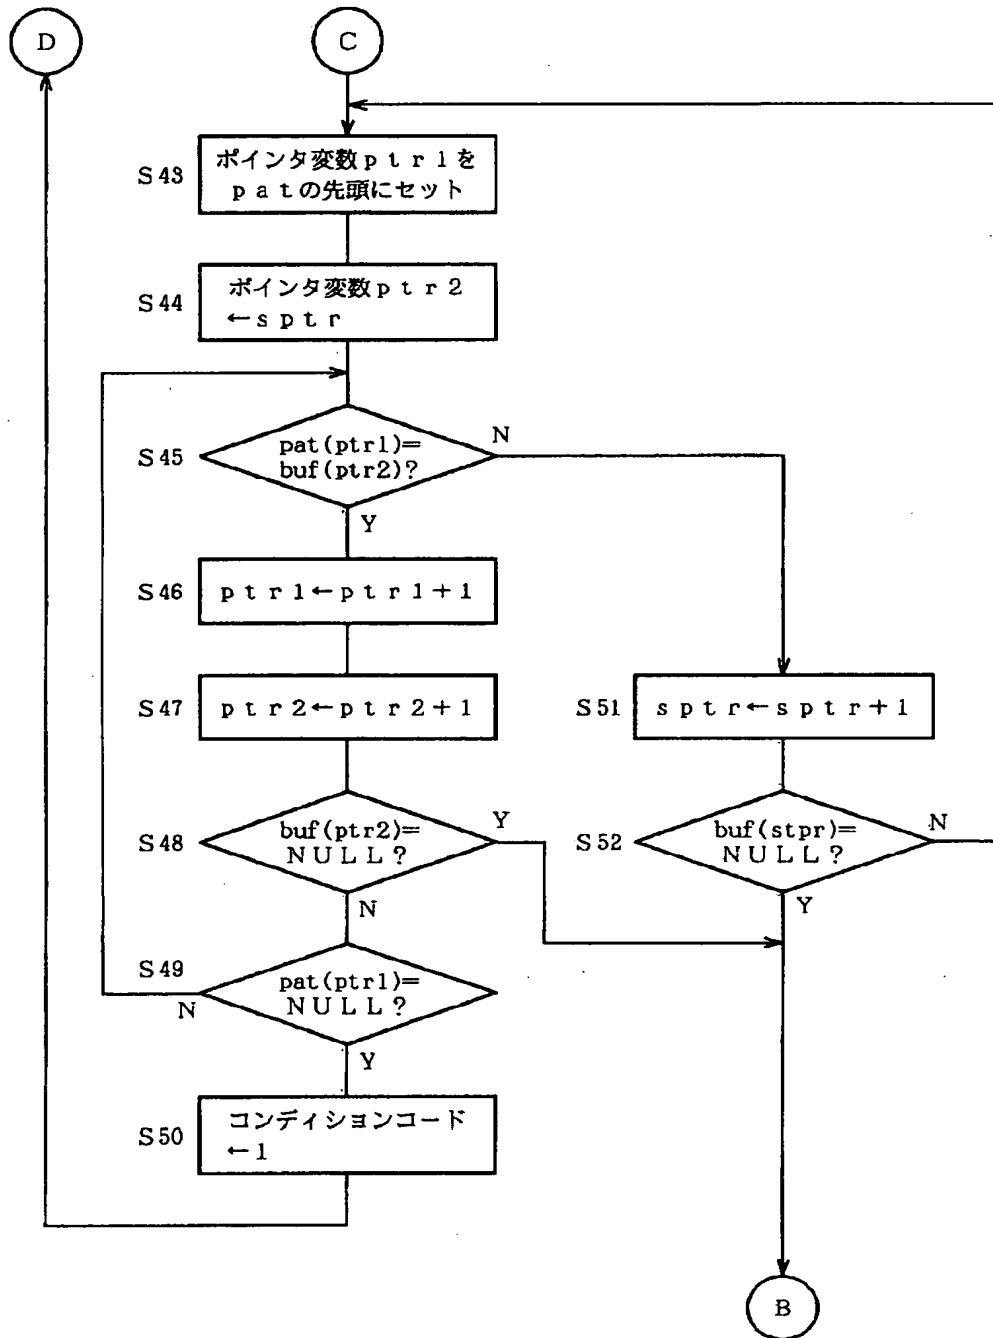 D
C
S43
ポインタ変数ptr1を
patの先頭にセット
S44
ポインタ変数ptr2
←sptr
S45
pat(ptr1)=
buf(ptr2)?
N
Y
S46
ptr1←ptr1+1
S47
ptr2←ptr2+1
S51
sptr←sptr+1
S48
buf(ptr2)=
NULL?
Y
N
S52
buf(stpr)=
NULL?
N
Y
S49
pat(ptr1)=
NULL?
N
Y
S50
コンディションコード
←1
B